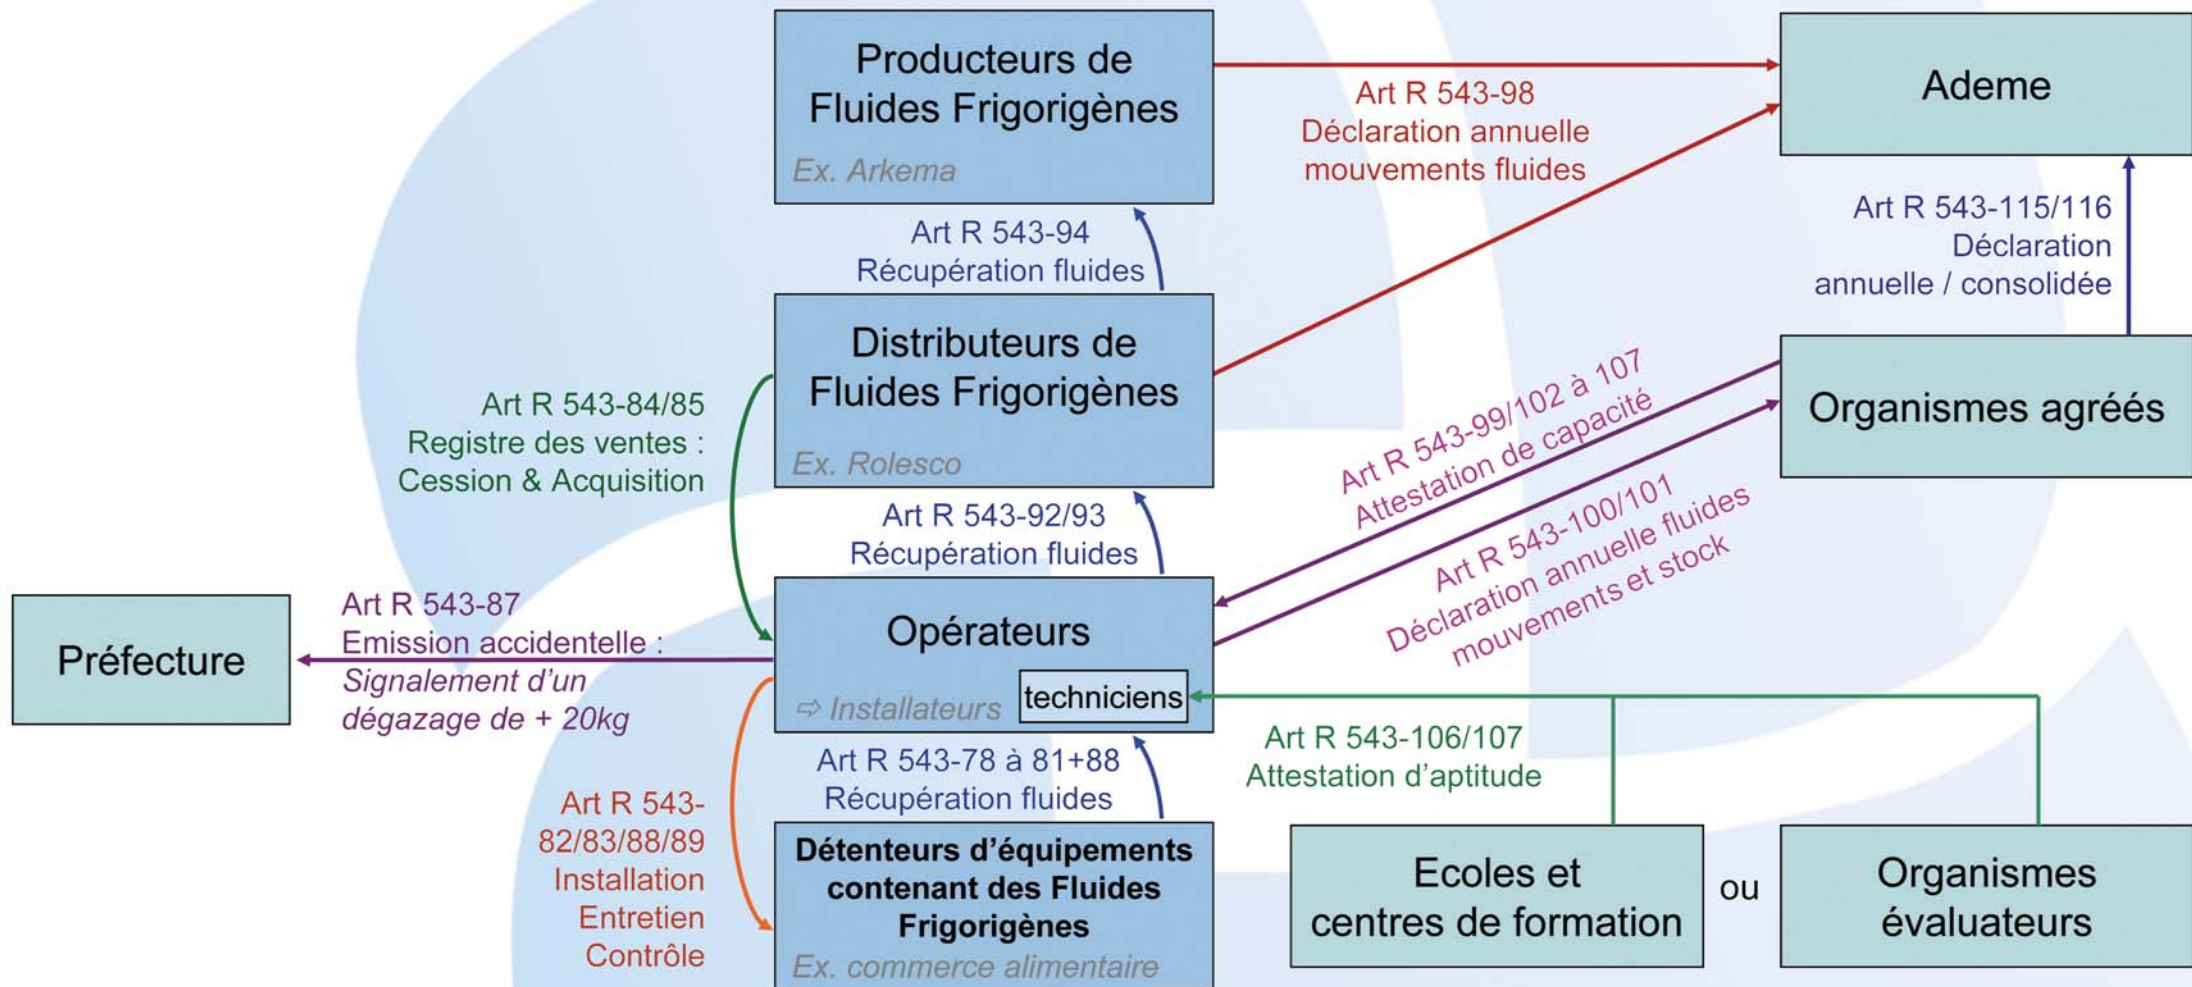 Producteurs de
Fluides Frigorigènes
Ex. Arkema
Art R 543-98
Déclaration annuelle
mouvements fluides
Ademe
Art R 543-94
Récupération fluides
Art R 543-115/116
Déclaration
annuelle / consolidée
Distributeurs de
Fluides Frigorigènes
Ex. Rolesco
Art R 543-84/85
Registre des ventes :
Cession & Acquisition
Art R 543-99/102 à 107
Attestation de capacité
Organismes agréés
Art R 543-92/93
Récupération fluides
Art R 543-100/101
Déclaration annuelle fluides
mouvements et stock
Préfecture
Art R 543-87
Emission accidentelle :
Signalement d’un
dégazage de + 20kg
Opérateurs
⇨ Installateurs
techniciens
Art R 543-78 à 81+88
Récupération fluides
Art R 543-106/107
Attestation d’aptitude
Art R 543-
82/83/88/89
Installation
Entretien
Contrôle
Détenteurs d’équipements
contenant des Fluides
Frigorigènes
Ex. commerce alimentaire
Ecoles et
centres de formation
ou
Organismes
évaluateurs